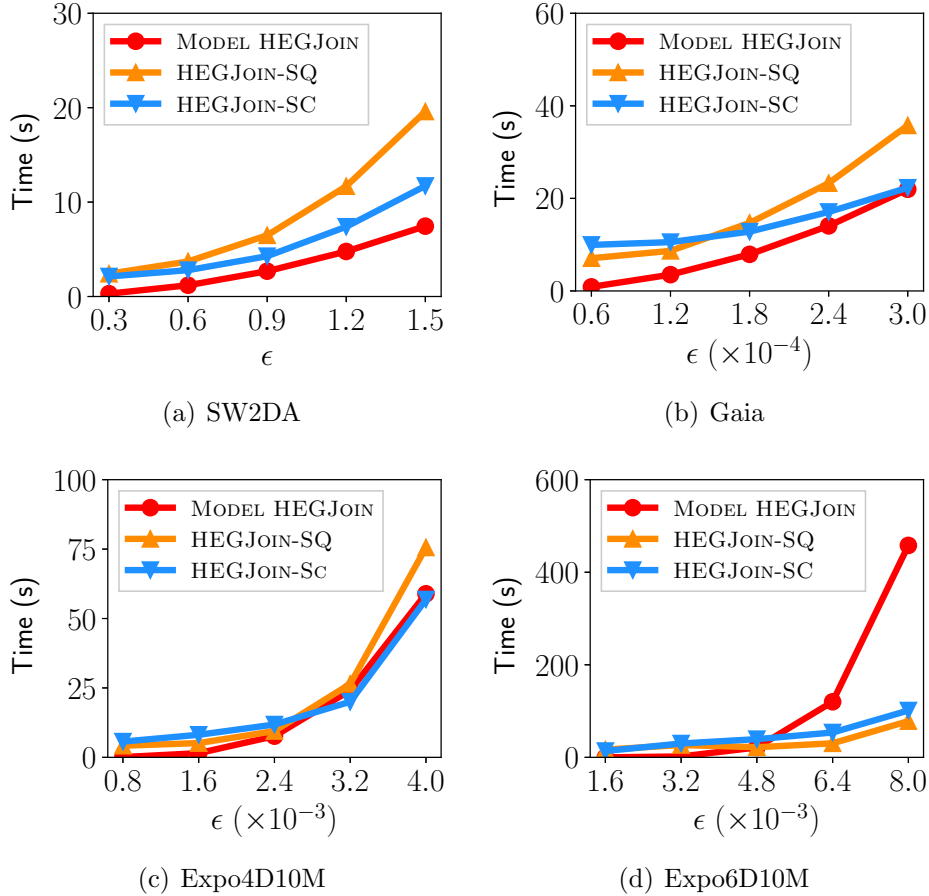 30
20
10
0
Time (s)
MODEL HEGJOIN
HEGJOIN-SQ
HEGJOIN-SC
0.3 0.6 0.9 1.2 1.5
ϵ
(a) SW2DA
60
40
20
0
Time (s)
MODEL HEGJOIN
HEGJOIN-SQ
HEGJOIN-SC
0.6 1.2 1.8 2.4 3.0
ϵ (×10⁻⁴)
(b) Gaia
100
75
50
25
0
Time (s)
MODEL HEGJOIN
HEGJOIN-SQ
HEGJOIN-Sc
0.8 1.6 2.4 3.2 4.0
ϵ (×10⁻³)
(c) Expo4D10M
600
400
200
0
Time (s)
MODEL HEGJOIN
HEGJOIN-SQ
HEGJOIN-SC
1.6 3.2 4.8 6.4 8.0
ϵ (×10⁻³)
(d) Expo6D10M